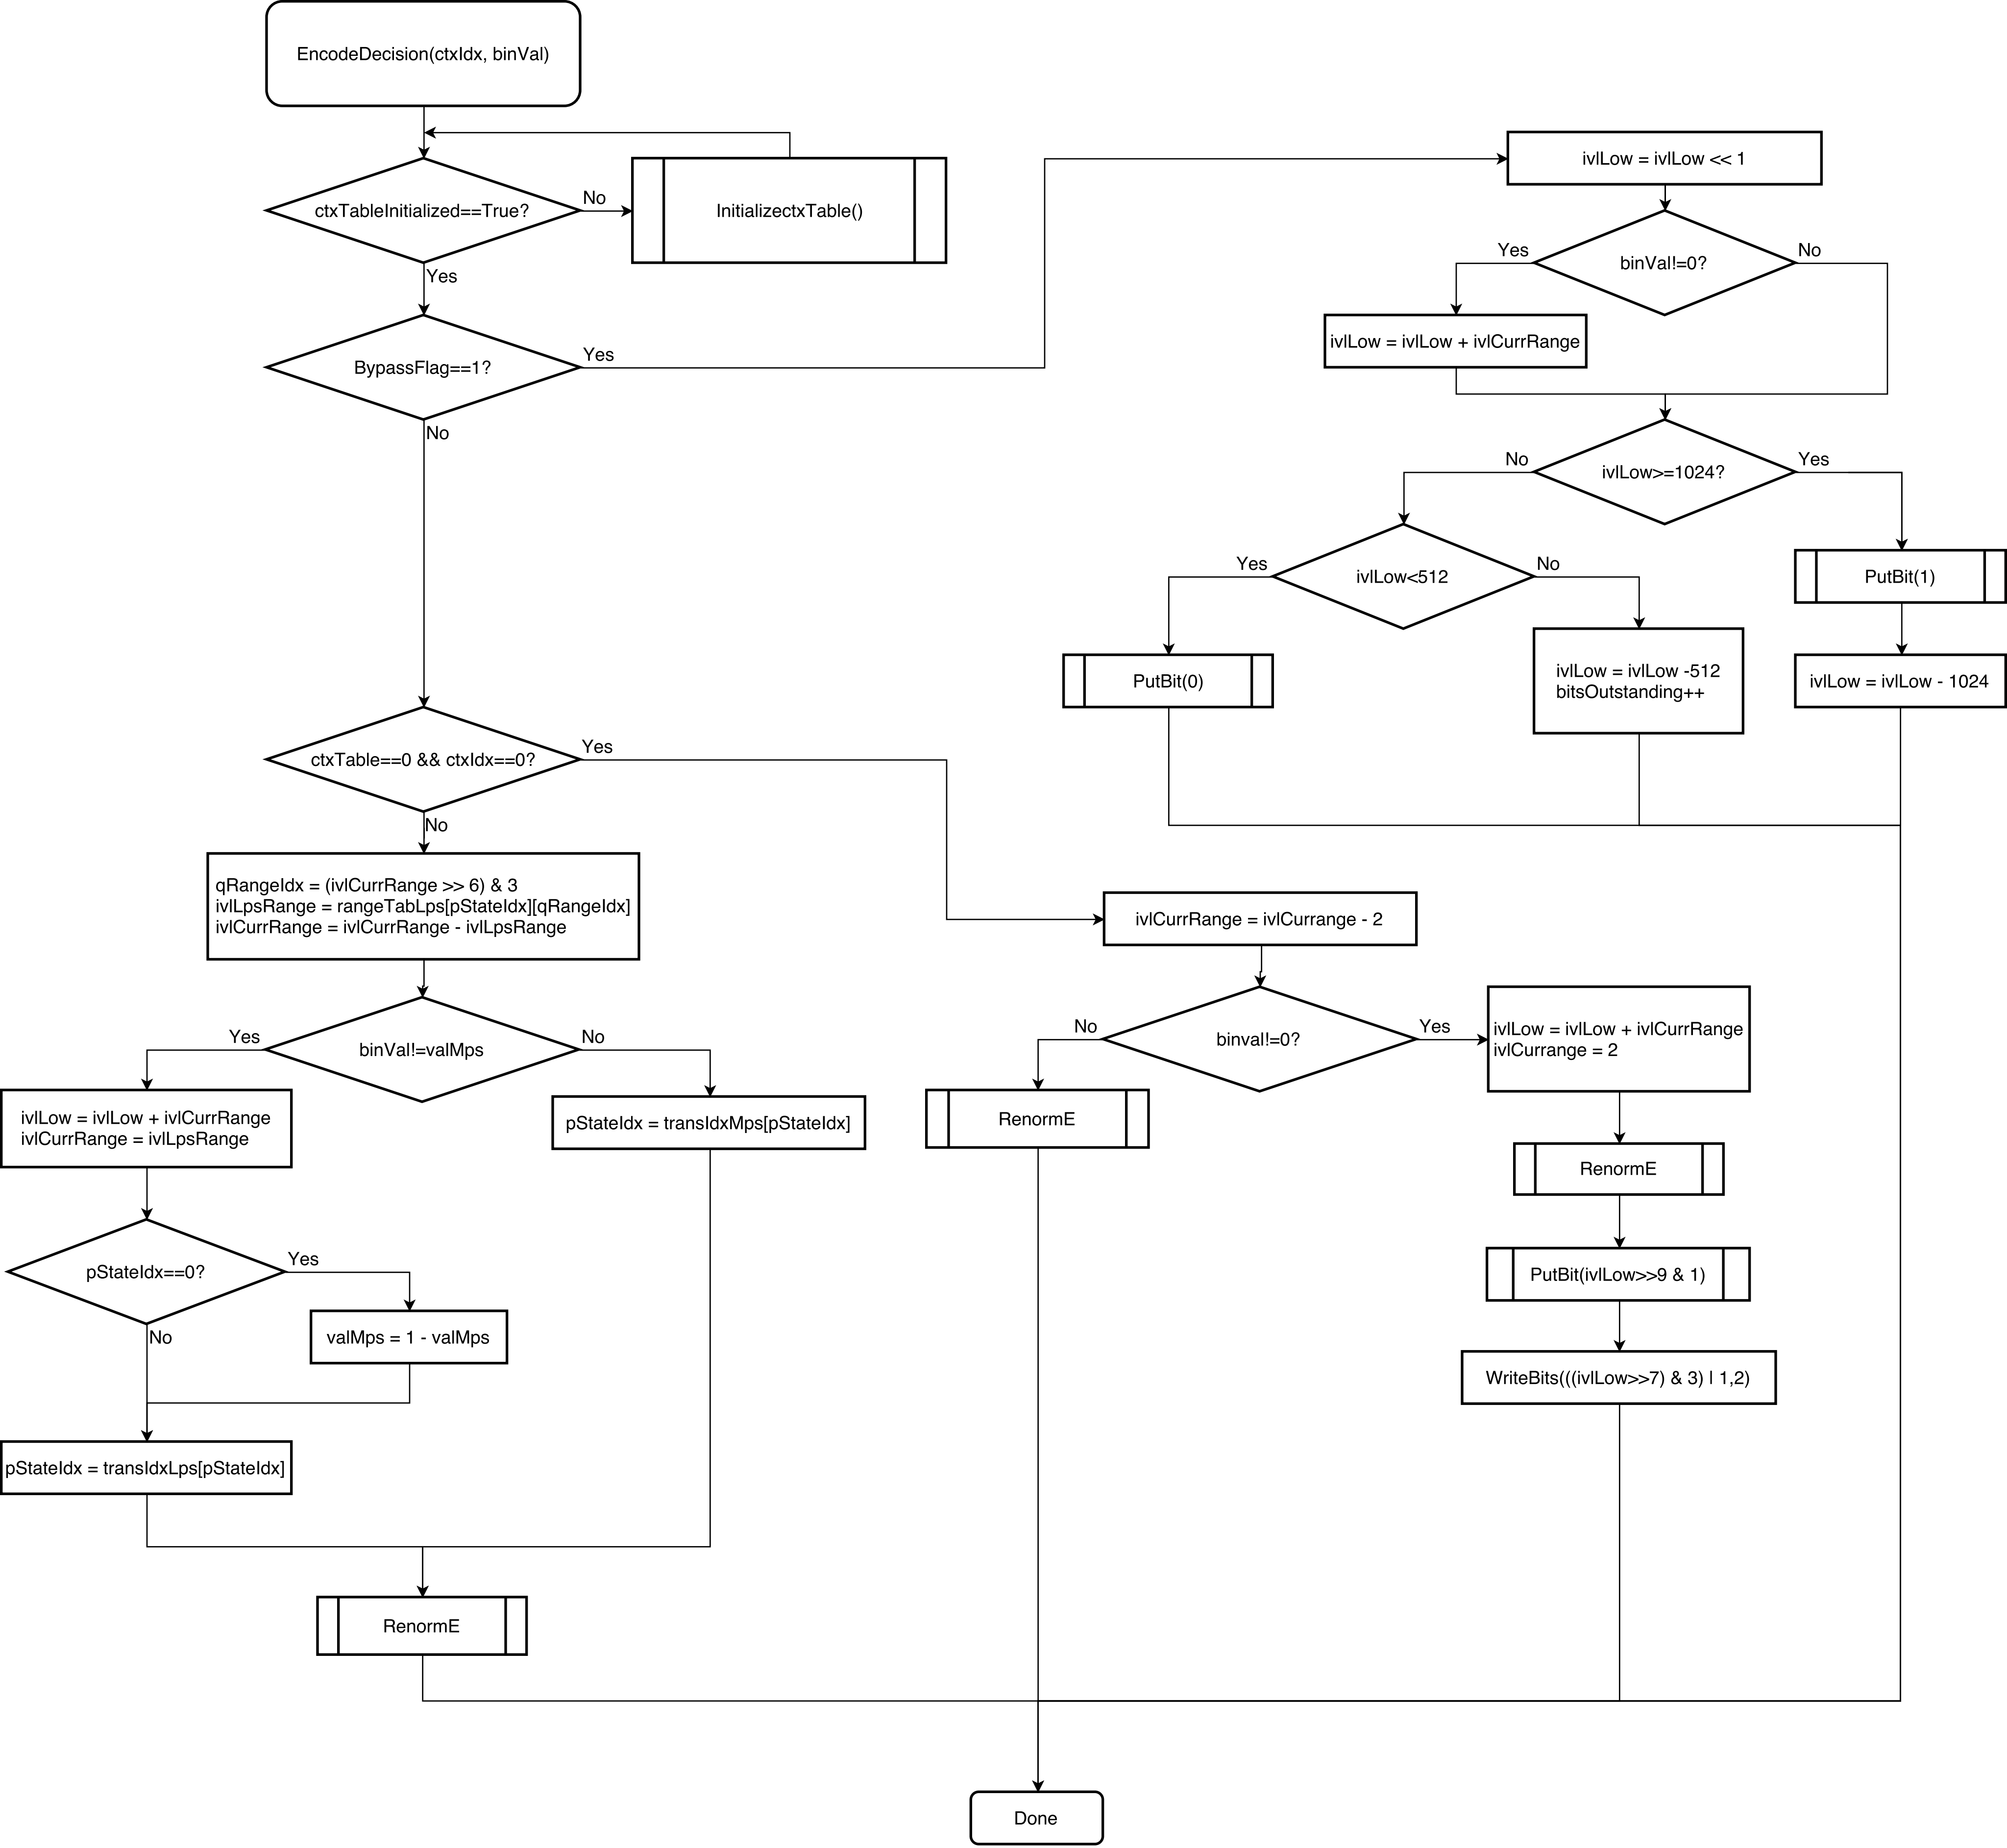 EncodeDecision(ctxIdx, binVal)
ctxTableInitialized==True?
No
InitializectxTable()
Yes
BypassFlag==1?
Yes
No
ivlLow = ivlLow << 1
binVal!=0?
Yes
No
ivlLow = ivlLow + ivlCurrRange
ivlLow>=1024?
No
Yes
ivlLow<512
Yes
No
PutBit(1)
PutBit(0)
ivlLow = ivlLow -512
bitsOutstanding++
ivlLow = ivlLow - 1024
ctxTable==0 && ctxIdx==0?
Yes
No
qRangeIdx = (ivlCurrRange >> 6) & 3
ivlLpsRange = rangeTabLps[pStateIdx][qRangeIdx]
ivlCurrRange = ivlCurrRange - ivlLpsRange
binVal!=valMps
Yes
No
ivlLow = ivlLow + ivlCurrRange
ivlCurrRange = ivlLpsRange
pStateIdx = transIdxMps[pStateIdx]
pStateIdx==0?
Yes
No
valMps = 1 - valMps
pStateIdx = transIdxLps[pStateIdx]
RenormE
ivlCurrRange = ivlCurrange - 2
binval!=0?
No
Yes
RenormE
ivlLow = ivlLow + ivlCurrRange
ivlCurrange = 2
RenormE
PutBit(ivlLow>>9 & 1)
WriteBits(((ivlLow>>7) & 3) | 1,2)
Done